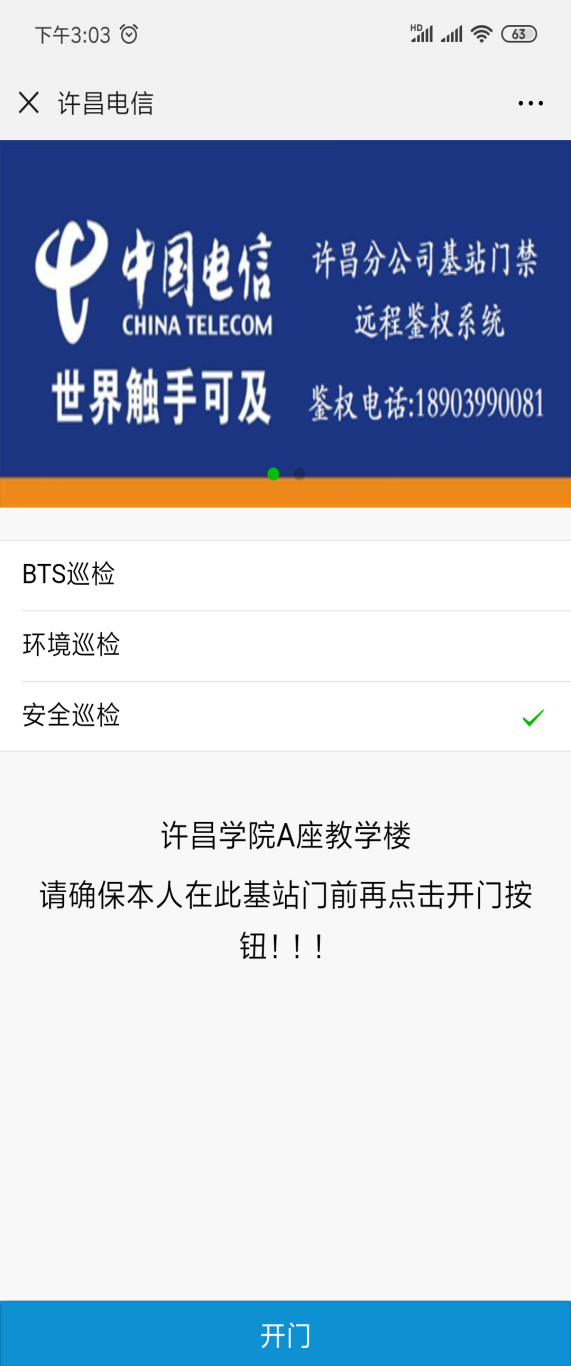 下午3:03
HD
63
许昌电信
中国电信
CHINA TELECOM
世界触手可及
许昌分公司基站门禁
远程鉴权系统
鉴权电话:18903990081
BTS巡检
环境巡检
安全巡检
许昌学院A座教学楼
请确保本人在此基站门前再点击开门按
钮！！！
开门